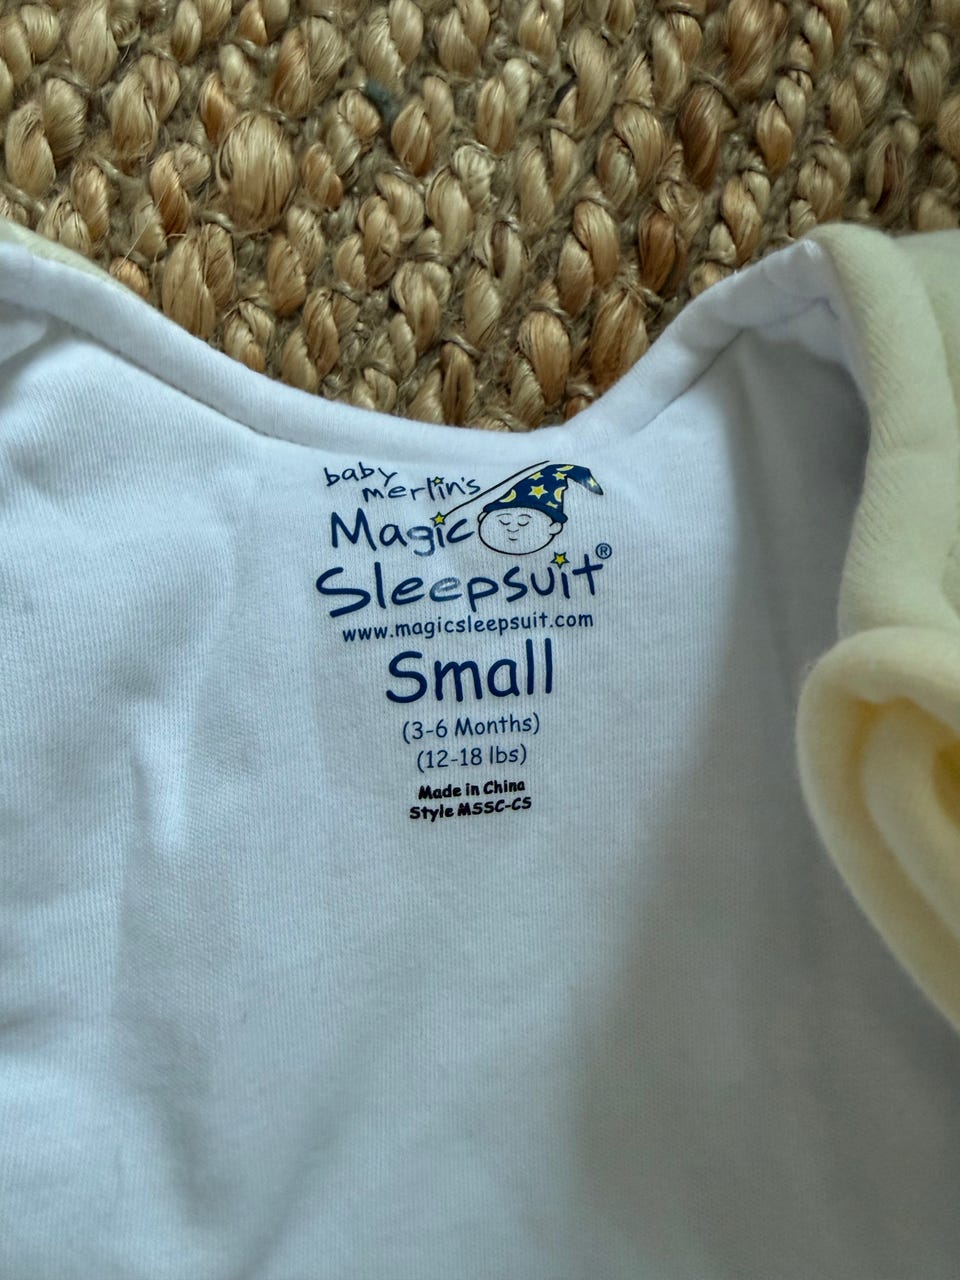 baby
merlin's
Magic
Sleepsuit®
www.magicsleepsuit.com
Small
(3-6 Months)
(12-18 lbs)
Made in China
Style MSSC-CS